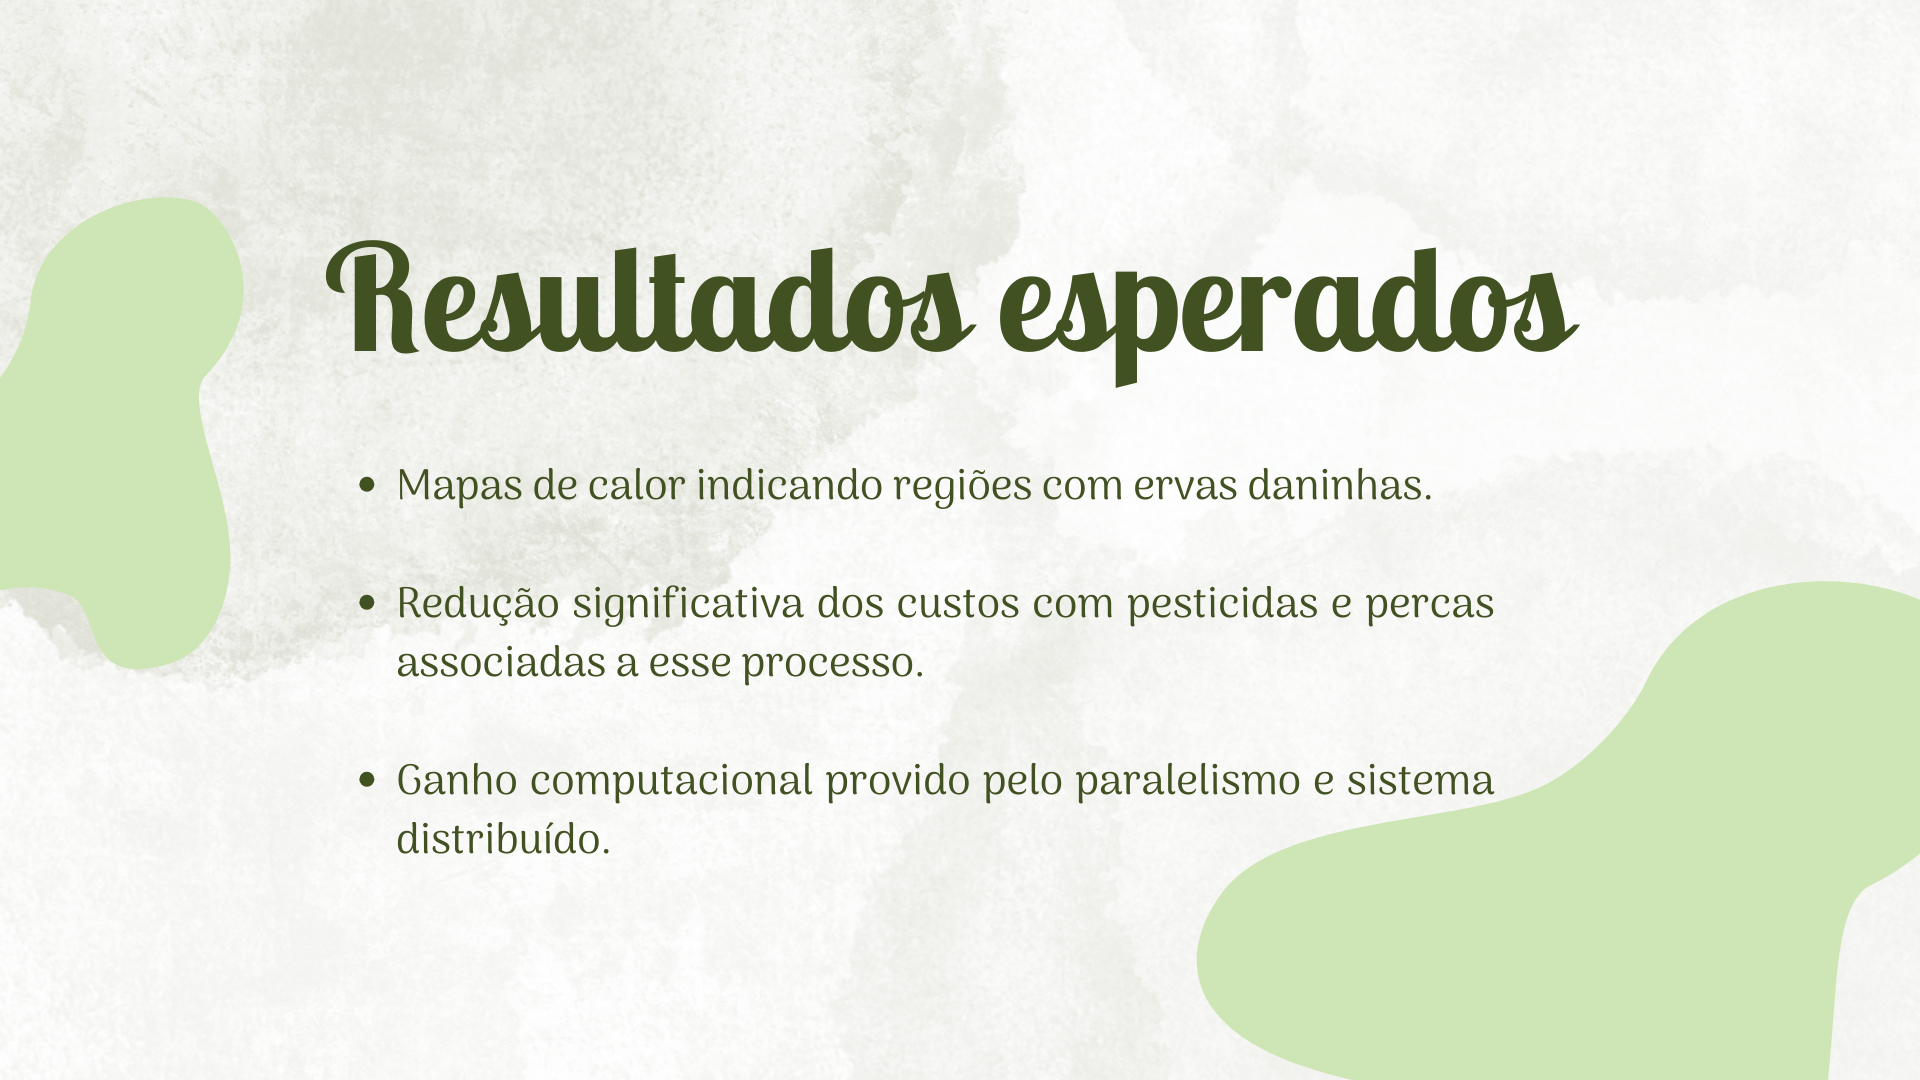 Resultados esperados
• Mapas de calor indicando regiões com ervas daninhas.
• Redução significativa dos custos com pesticidas e percas
associadas a esse processo.
• Ganho computacional provido pelo paralelismo e sistema
distribuído.